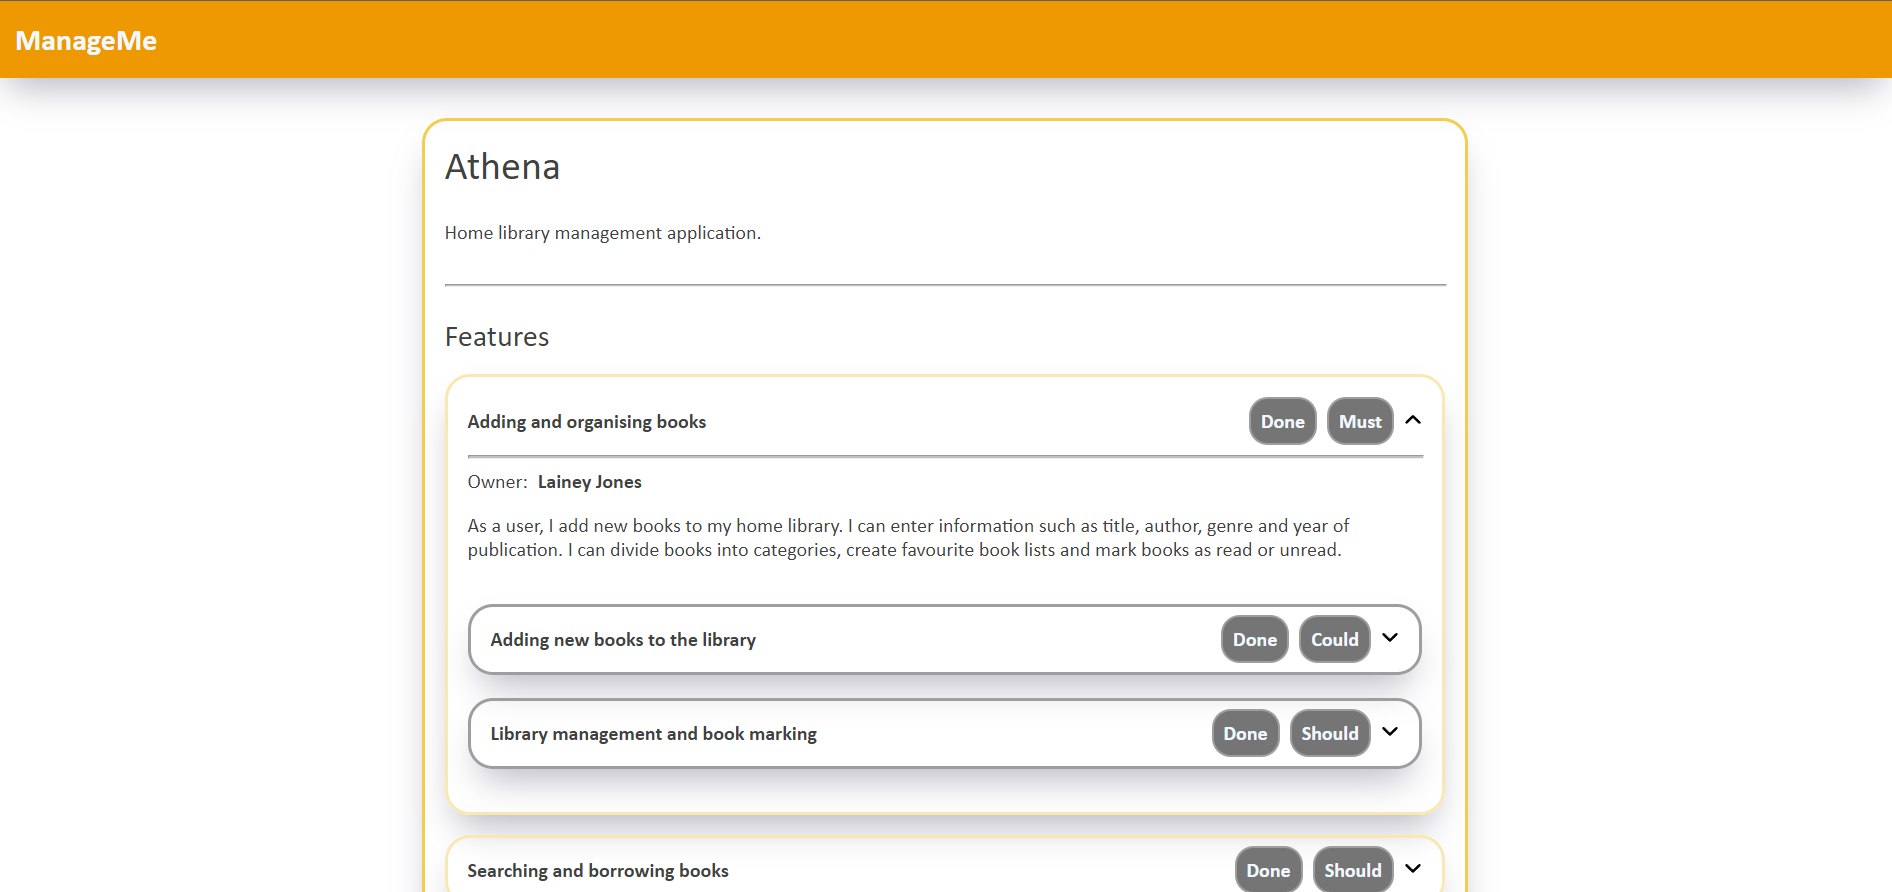 ManageMe
Athena
Home library management application.
Features
Adding and organising books Done Must
Owner: Lainey Jones
As a user, I add new books to my home library. I can enter information such as title, author, genre and year of
publication. I can divide books into categories, create favourite book lists and mark books as read or unread.
Adding new books to the library Done Could
Library management and book marking Done Should
Searching and borrowing books Done Should